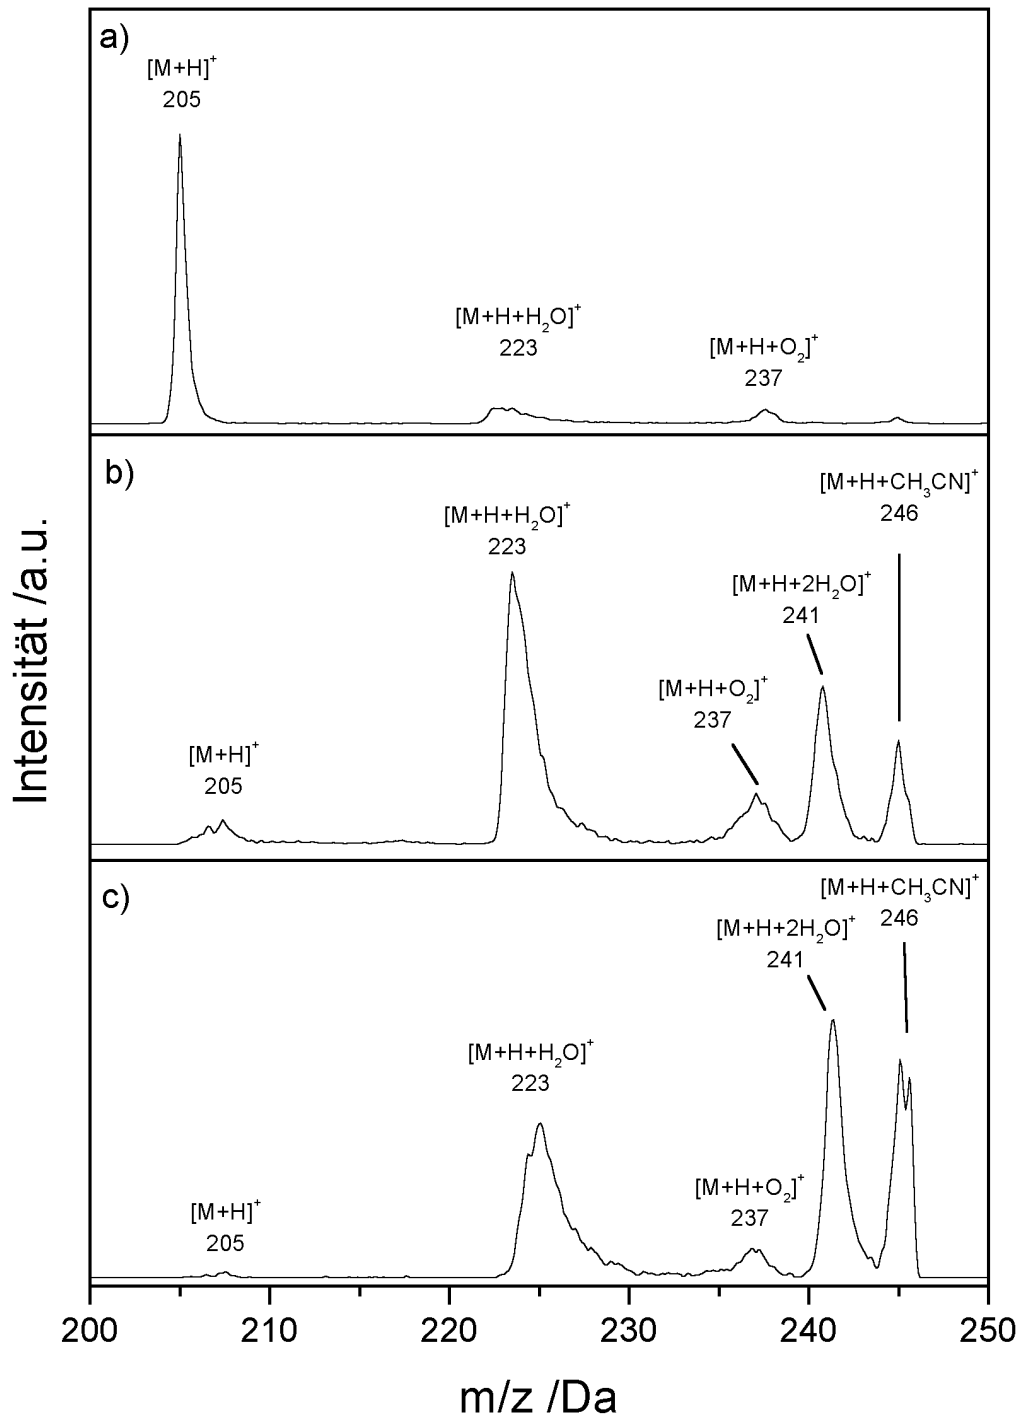 a)
[M+H]⁺
205
[M+H+H₂O]⁺
223
[M+H+O₂]⁺
237
b)
[M+H+CH₃CN]⁺
246
[M+H+H₂O]⁺
223
[M+H+2H₂O]⁺
241
[M+H+O₂]⁺
237
[M+H]⁺
205
c)
[M+H+CH₃CN]⁺
246
[M+H+2H₂O]⁺
241
[M+H+H₂O]⁺
223
[M+H+O₂]⁺
237
[M+H]⁺
205
Intensität /a.u.
200 210 220 230 240 250
m/z /Da